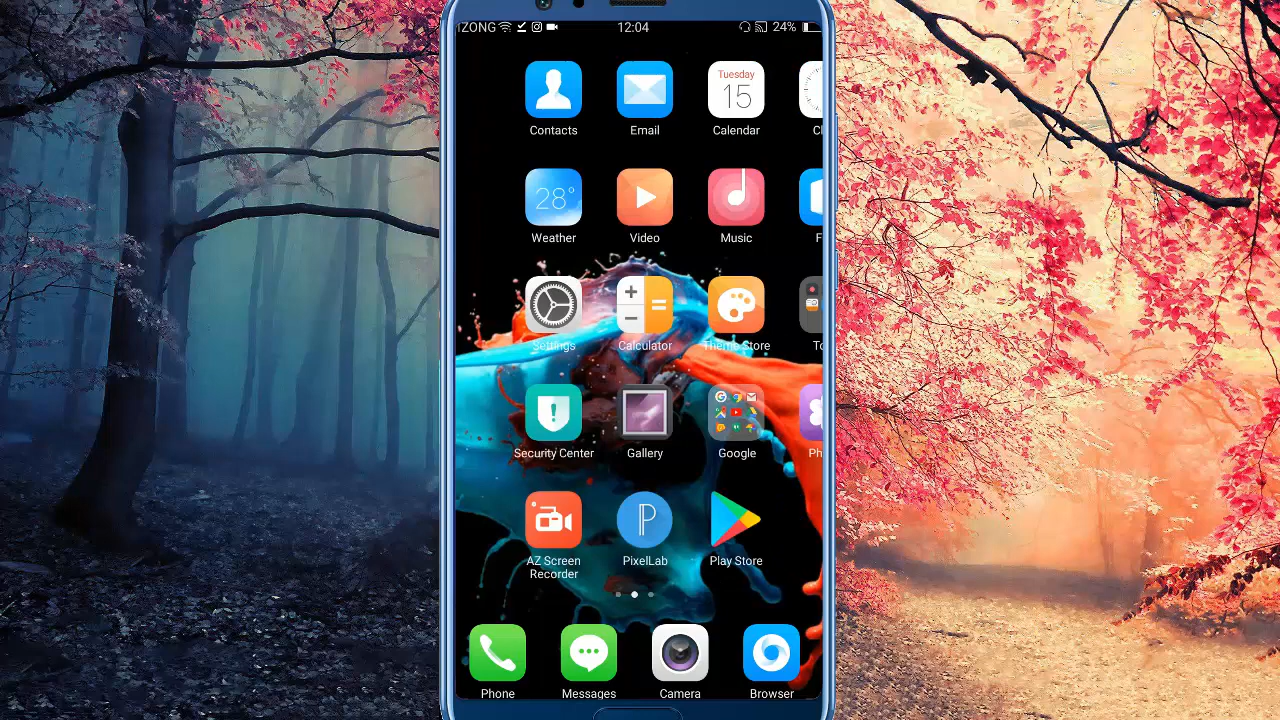 ZONG 12:04 24%
Contacts Email Tuesday 15 Calendar
28° Weather Video Music
Settings Calculator Theme Store
Security Center Gallery Google
AZ Screen Recorder PixelLab Play Store
Phone Messages Camera Browser